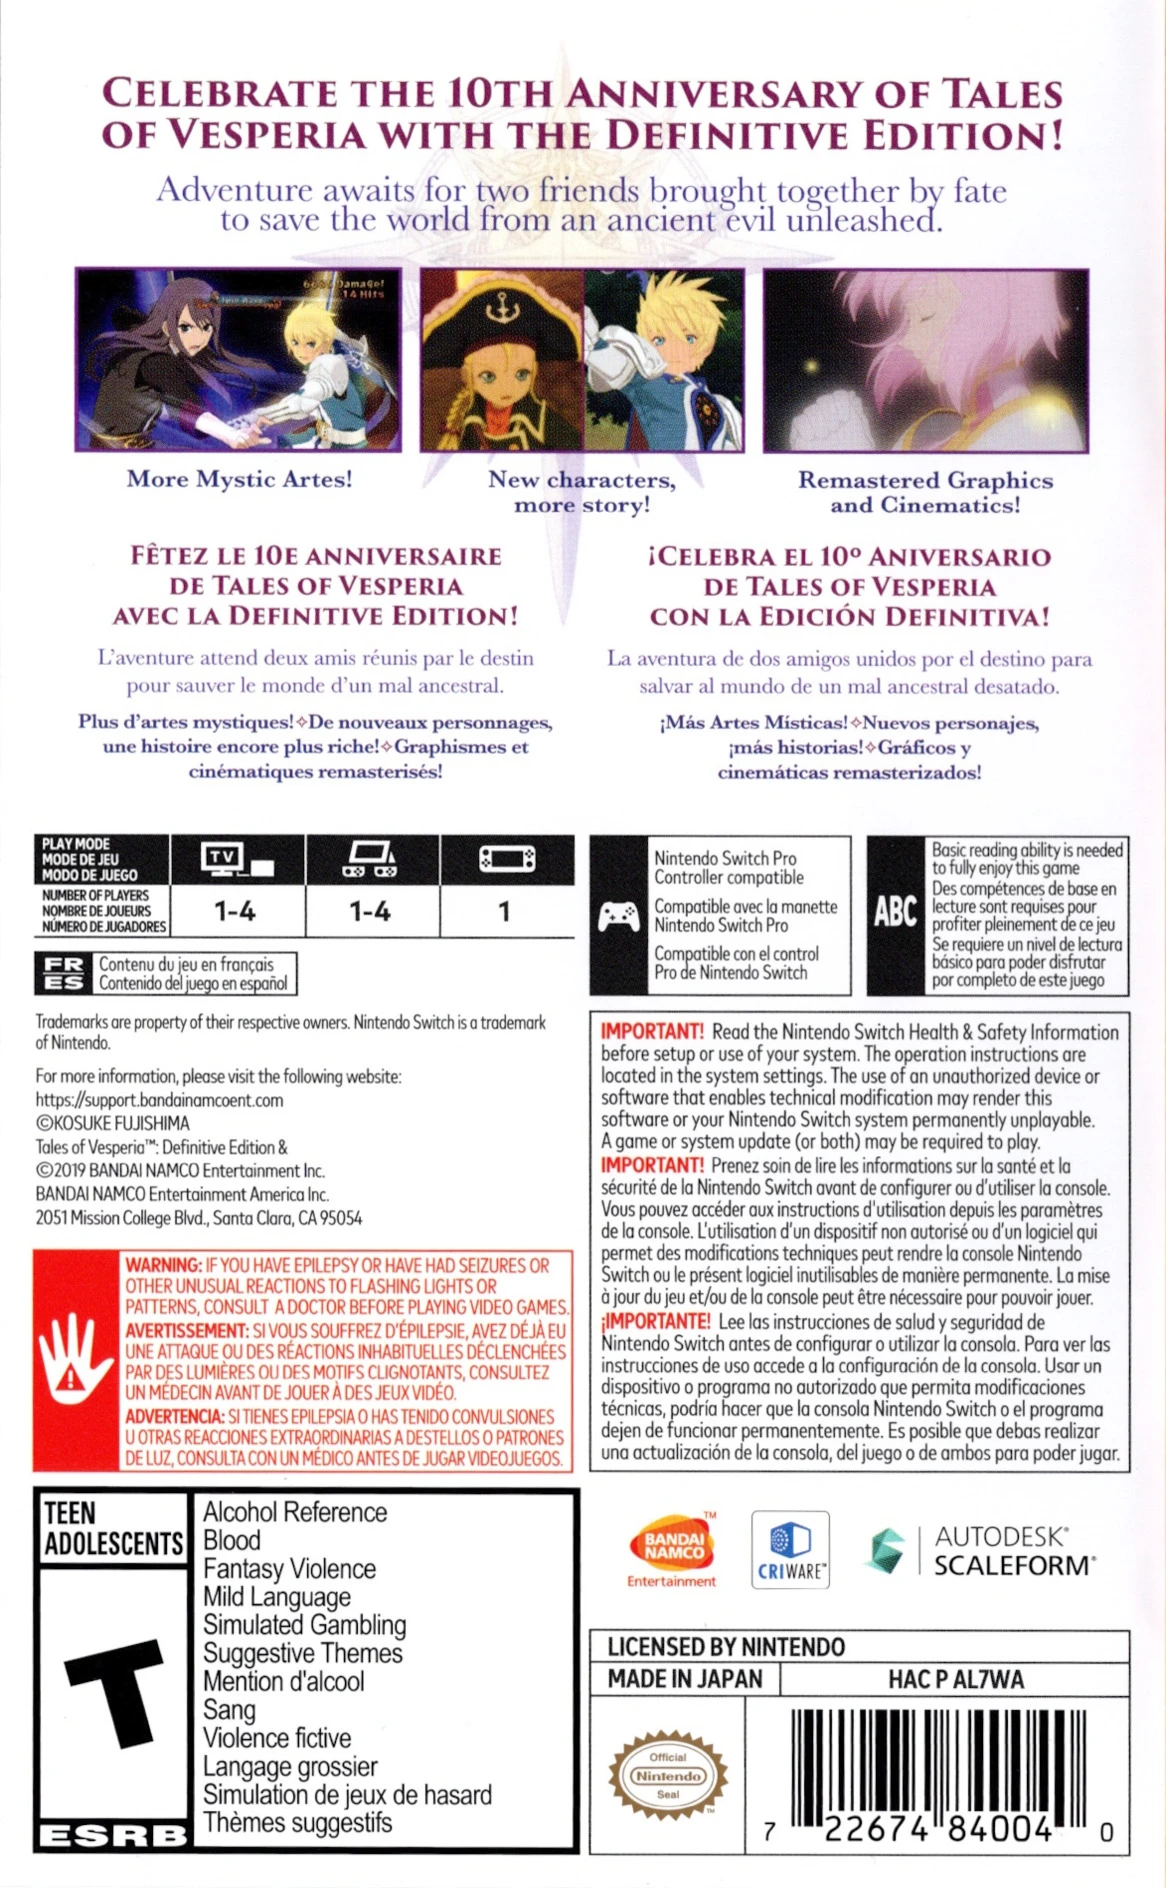 CELEBRATE THE 10TH ANNIVERSARY OF TALES
OF VESPERIA WITH THE DEFINITIVE EDITION!
Adventure awaits for two friends brought together by fate
to save the world from an ancient evil unleashed.
Damage!
14 Hits
More Mystic Artes!
New characters,
more story!
Remastered Graphics
and Cinematics!
FÊTEZ LE 10E ANNIVERSAIRE
DE TALES OF VESPERIA
AVEC LA DEFINITIVE EDITION!
L'aventure attend deux amis réunis par le destin
pour sauver le monde d'un mal ancestral.
Plus d'artes mystiques!✧De nouveaux personnages,
une histoire encore plus riche!✧Graphismes et
cinématiques remasterisés!
¡CELEBRA EL 10º ANIVERSARIO
DE TALES OF VESPERIA
CON LA EDICIÓN DEFINITIVA!
La aventura de dos amigos unidos por el destino para
salvar al mundo de un mal ancestral desatado.
¡Más Artes Místicas!✧Nuevos personajes,
¡más historias!✧Gráficos y
cinemáticas remasterizados!
PLAY MODE
MODE DE JEU
MODO DE JUEGO
TV
NUMBER OF PLAYERS
NOMBRE DE JOUEURS
NÚMERO DE JUGADORES
1-4
1-4
1
FR
ES
Contenu du jeu en français
Contenido del juego en español
Nintendo Switch Pro
Controller compatible
Compatible avec la manette
Nintendo Switch Pro
Compatible con el control
Pro de Nintendo Switch
ABC
Basic reading ability is needed
to fully enjoy this game
Des compétences de base en
lecture sont requises pour
profiter pleinement de ce jeu
Se requiere un nivel de lectura
básico para poder disfrutar
por completo de este juego
Trademarks are property of their respective owners. Nintendo Switch is a trademark
of Nintendo.
For more information, please visit the following website:
https://support.bandainamcoent.com
©KOSUKE FUJISHIMA
Tales of Vesperia™: Definitive Edition &
©2019 BANDAI NAMCO Entertainment Inc.
BANDAI NAMCO Entertainment America Inc.
2051 Mission College Blvd., Santa Clara, CA 95054
WARNING: IF YOU HAVE EPILEPSY OR HAVE HAD SEIZURES OR
OTHER UNUSUAL REACTIONS TO FLASHING LIGHTS OR
PATTERNS, CONSULT A DOCTOR BEFORE PLAYING VIDEO GAMES.
AVERTISSEMENT: SI VOUS SOUFFREZ D'ÉPILEPSIE, AVEZ DÉJÀ EU
UNE ATTAQUE OU DES RÉACTIONS INHABITUELLES DÉCLENCHÉES
PAR DES LUMIÈRES OU DES MOTIFS CLIGNOTANTS, CONSULTEZ
UN MÉDECIN AVANT DE JOUER À DES JEUX VIDÉO.
ADVERTENCIA: SI TIENES EPILEPSIA O HAS TENIDO CONVULSIONES
U OTRAS REACCIONES EXTRAORDINARIAS A DESTELLOS O PATRONES
DE LUZ, CONSULTA CON UN MÉDICO ANTES DE JUGAR VIDEOJUEGOS.
IMPORTANT! Read the Nintendo Switch Health & Safety Information
before setup or use of your system. The operation instructions are
located in the system settings. The use of an unauthorized device or
software that enables technical modification may render this
software or your Nintendo Switch system permanently unplayable.
A game or system update (or both) may be required to play.
IMPORTANT! Prenez soin de lire les informations sur la santé et la
sécurité de la Nintendo Switch avant de configurer ou d'utiliser la console.
Vous pouvez accéder aux instructions d'utilisation depuis les paramètres
de la console. L'utilisation d'un dispositif non autorisé ou d'un logiciel qui
permet des modifications techniques peut rendre la console Nintendo
Switch ou le présent logiciel inutilisables de manière permanente. La mise
à jour du jeu et/ou de la console peut être nécessaire pour pouvoir jouer.
¡IMPORTANTE! Lee las instrucciones de salud y seguridad de
Nintendo Switch antes de configurar o utilizar la consola. Para ver las
instrucciones de uso accede a la configuración de la consola. Usar un
dispositivo o programa no autorizado que permita modificaciones
técnicas, podría hacer que la consola Nintendo Switch o el programa
dejen de funcionar permanentemente. Es posible que debas realizar
una actualización de la consola, del juego o de ambos para poder jugar.
TEEN
ADOLESCENTS
T
ESRB
Alcohol Reference
Blood
Fantasy Violence
Mild Language
Simulated Gambling
Suggestive Themes
Mention d'alcool
Sang
Violence fictive
Langage grossier
Simulation de jeux de hasard
Thèmes suggestifs
BANDAI
NAMCO
™
Entertainment
CRIWARE™
AUTODESK®
SCALEFORM®
LICENSED BY NINTENDO
MADE IN JAPAN
HAC P AL7WA
Official
Nintendo
Seal
™
7 22674 84004 0